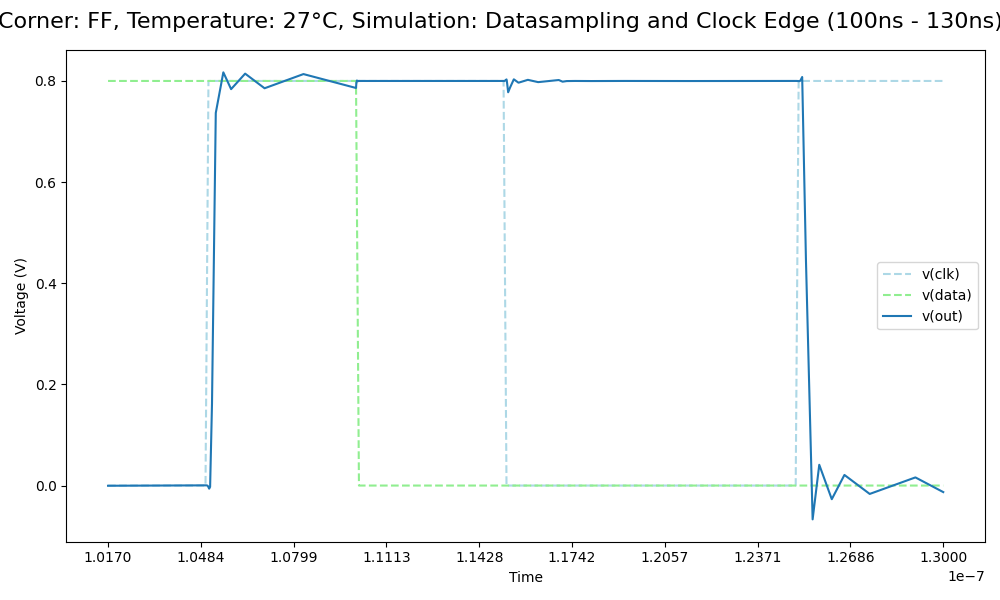 Corner: FF, Temperature: 27°C, Simulation: Datasampling and Clock Edge (100ns - 130ns)
0.8
0.6
0.4
0.2
0.0
Voltage (V)
v(clk)
v(data)
v(out)
1.0170 1.0484 1.0799 1.1113 1.1428 1.1742 1.2057 1.2371 1.2686 1.3000
Time
1e−7